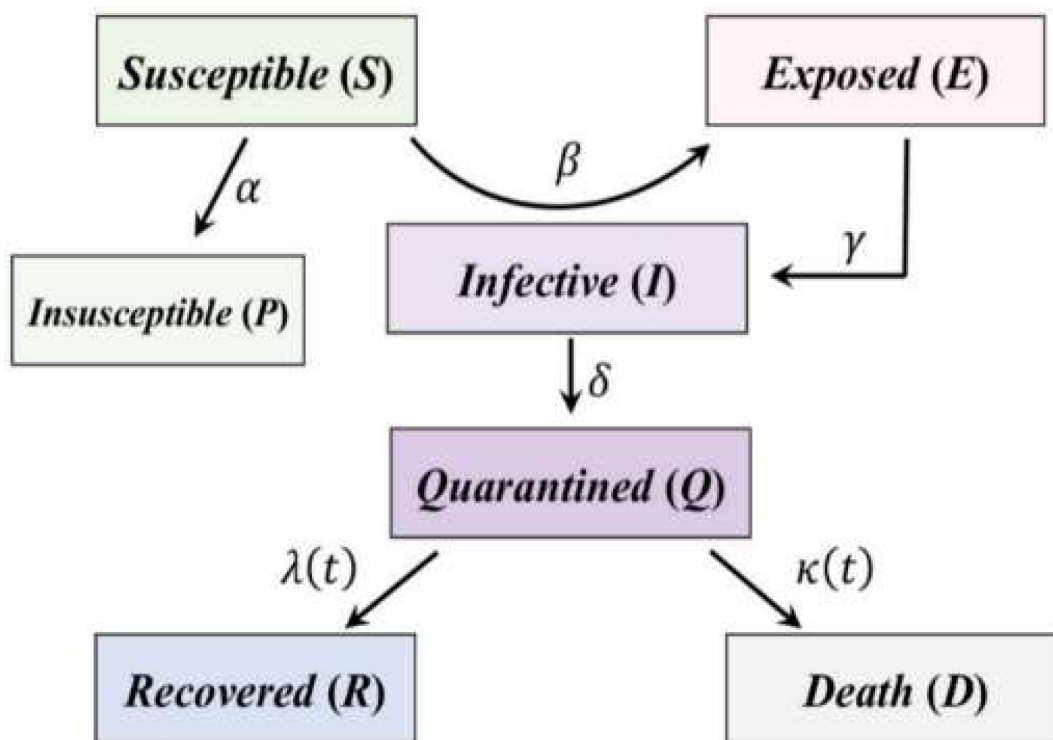 Susceptible (S)
Exposed (E)
α
β
Insusceptible (P)
Infective (I)
γ
δ
Quarantined (Q)
λ(t)
κ(t)
Recovered (R)
Death (D)